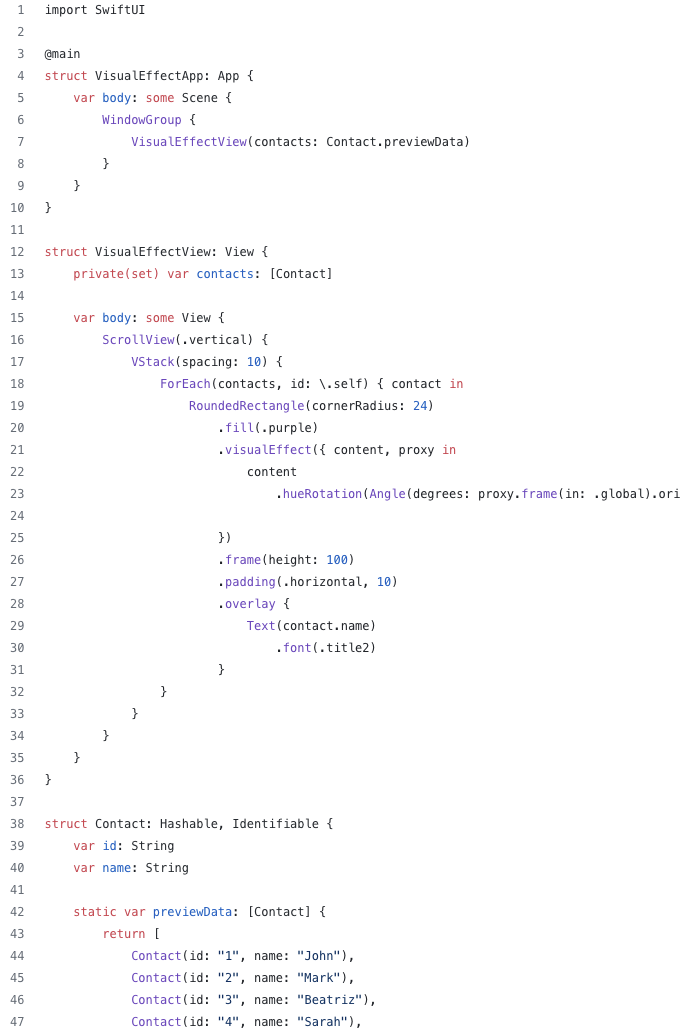 1 import SwiftUI
2
3 @main
4 struct VisualEffectApp: App {
5     var body: some Scene {
6         WindowGroup {
7             VisualEffectView(contacts: Contact.previewData)
8         }
9     }
10 }
11
12 struct VisualEffectView: View {
13     private(set) var contacts: [Contact]
14
15     var body: some View {
16         ScrollView(.vertical) {
17             VStack(spacing: 10) {
18                 ForEach(contacts, id: \.self) { contact in
19                     RoundedRectangle(cornerRadius: 24)
20                         .fill(.purple)
21                         .visualEffect({ content, proxy in
22                             content
23                                 .hueRotation(Angle(degrees: proxy.frame(in: .global).ori
24
25                         })
26                         .frame(height: 100)
27                         .padding(.horizontal, 10)
28                         .overlay {
29                             Text(contact.name)
30                                 .font(.title2)
31                         }
32                 }
33             }
34         }
35     }
36 }
37
38 struct Contact: Hashable, Identifiable {
39     var id: String
40     var name: String
41
42     static var previewData: [Contact] {
43         return [
44             Contact(id: "1", name: "John"),
45             Contact(id: "2", name: "Mark"),
46             Contact(id: "3", name: "Beatriz"),
47             Contact(id: "4", name: "Sarah"),